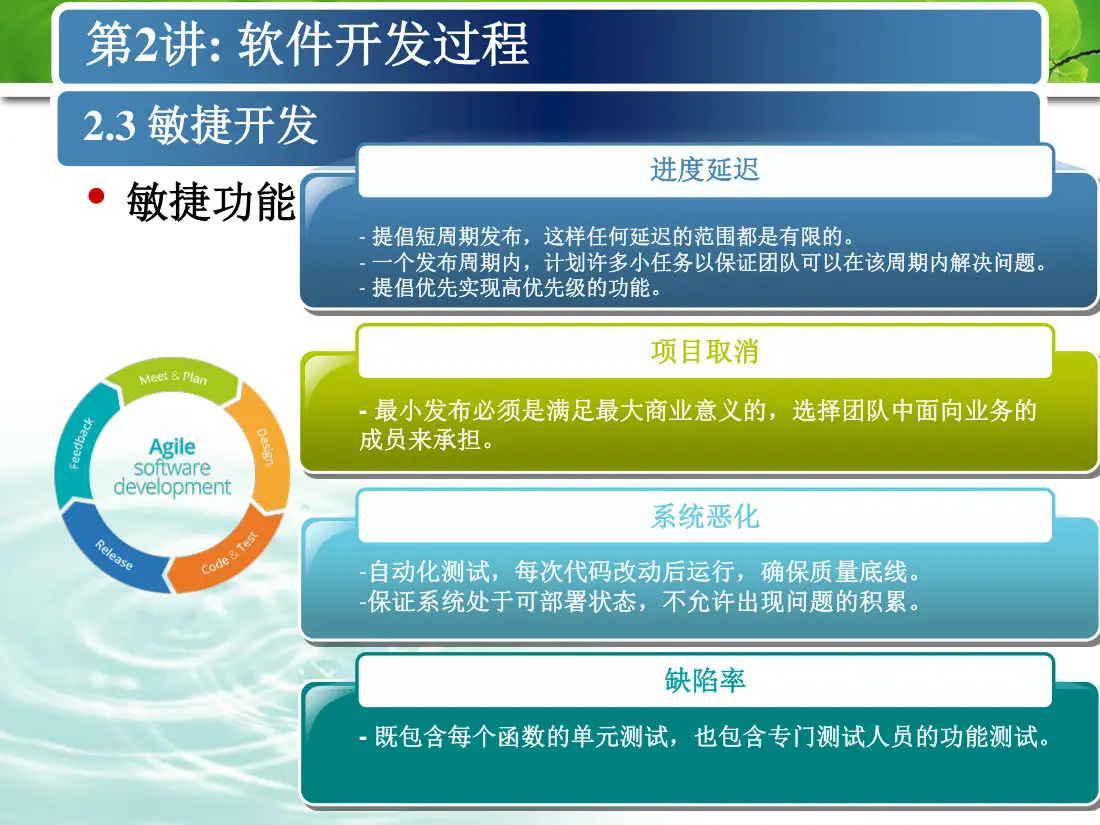 第2讲: 软件开发过程
2.3 敏捷开发
• 敏捷功能
进度延迟
- 提倡短周期发布，这样任何延迟的范围都是有限的。
- 一个发布周期内，计划许多小任务以保证团队可以在该周期内解决问题。
- 提倡优先实现高优先级的功能。
项目取消
- 最小发布必须是满足最大商业意义的，选择团队中面向业务的
成员来承担。
系统恶化
-自动化测试，每次代码改动后运行，确保质量底线。
-保证系统处于可部署状态，不允许出现问题的积累。
缺陷率
- 既包含每个函数的单元测试，也包含专门测试人员的功能测试。
Meet & Plan
Design
Code & Test
Release
Feedback
Agile
software
development